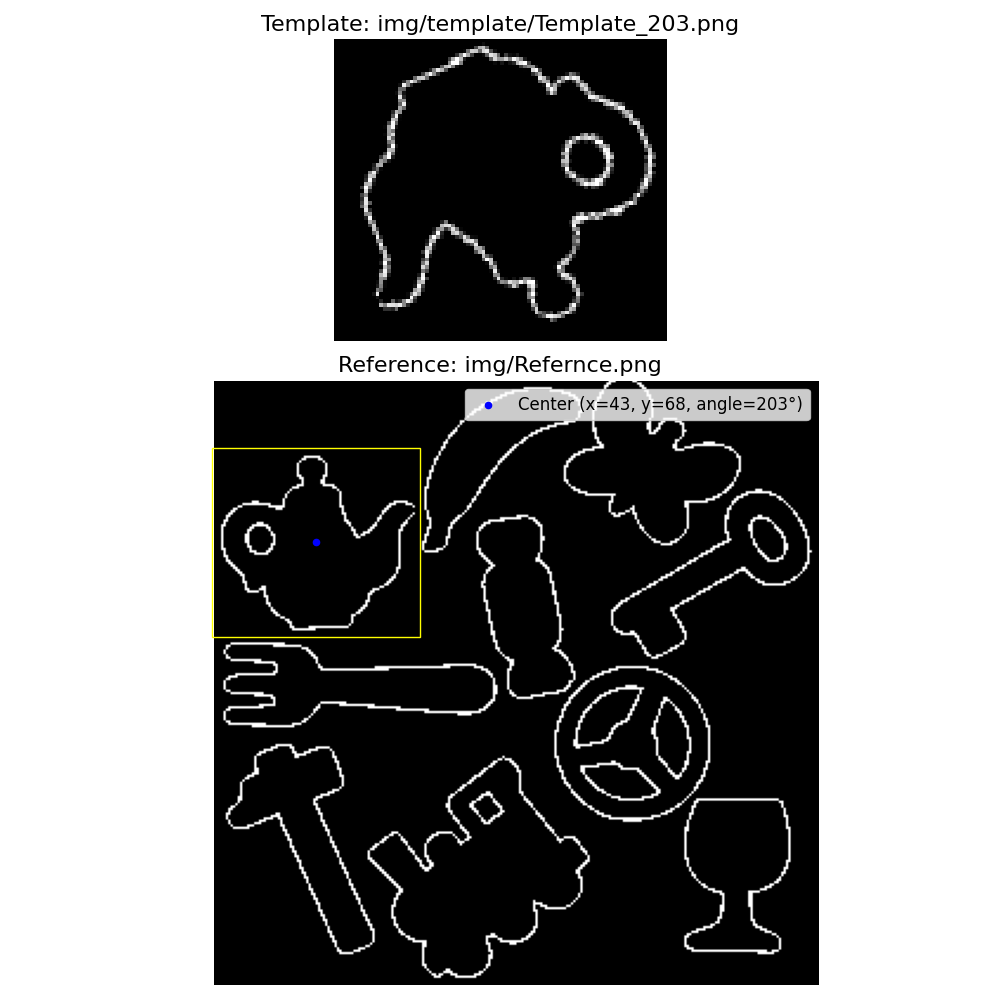 Template: img/template/Template_203.png
Reference: img/Refernce.png
Center (x=43, y=68, angle=203°)